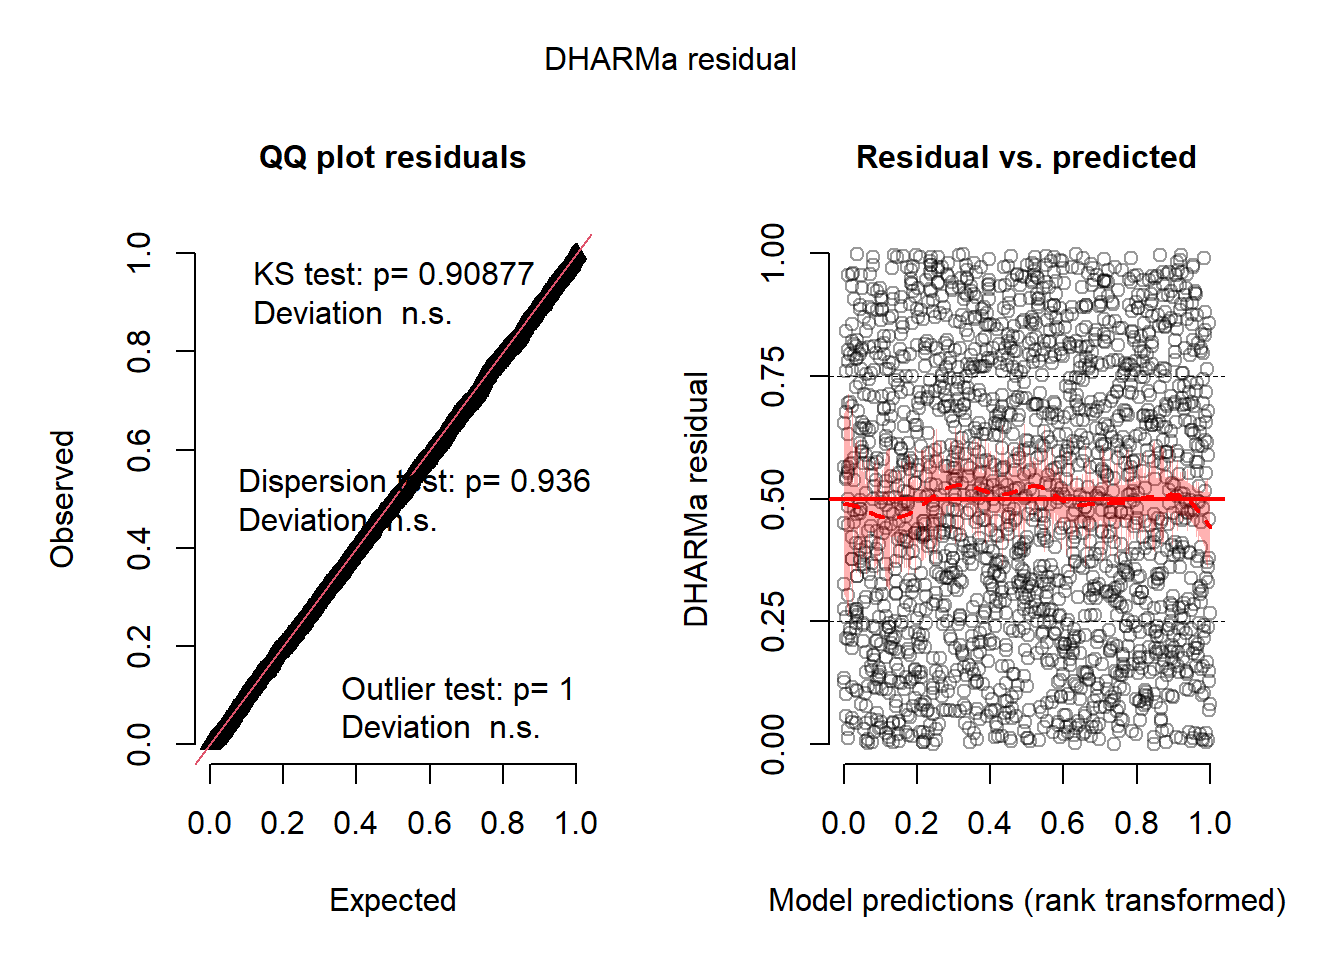 DHARMa residual
QQ plot residuals
KS test: p= 0.90877
Deviation  n.s.
Dispersion test: p= 0.936
Deviation  n.s.
Outlier test: p= 1
Deviation  n.s.
Observed
0.0
0.2
0.4
0.6
0.8
1.0
0.0 0.2 0.4 0.6 0.8 1.0
Expected
Residual vs. predicted
DHARMa residual
0.00
0.25
0.50
0.75
1.00
0.0 0.2 0.4 0.6 0.8 1.0
Model predictions (rank transformed)